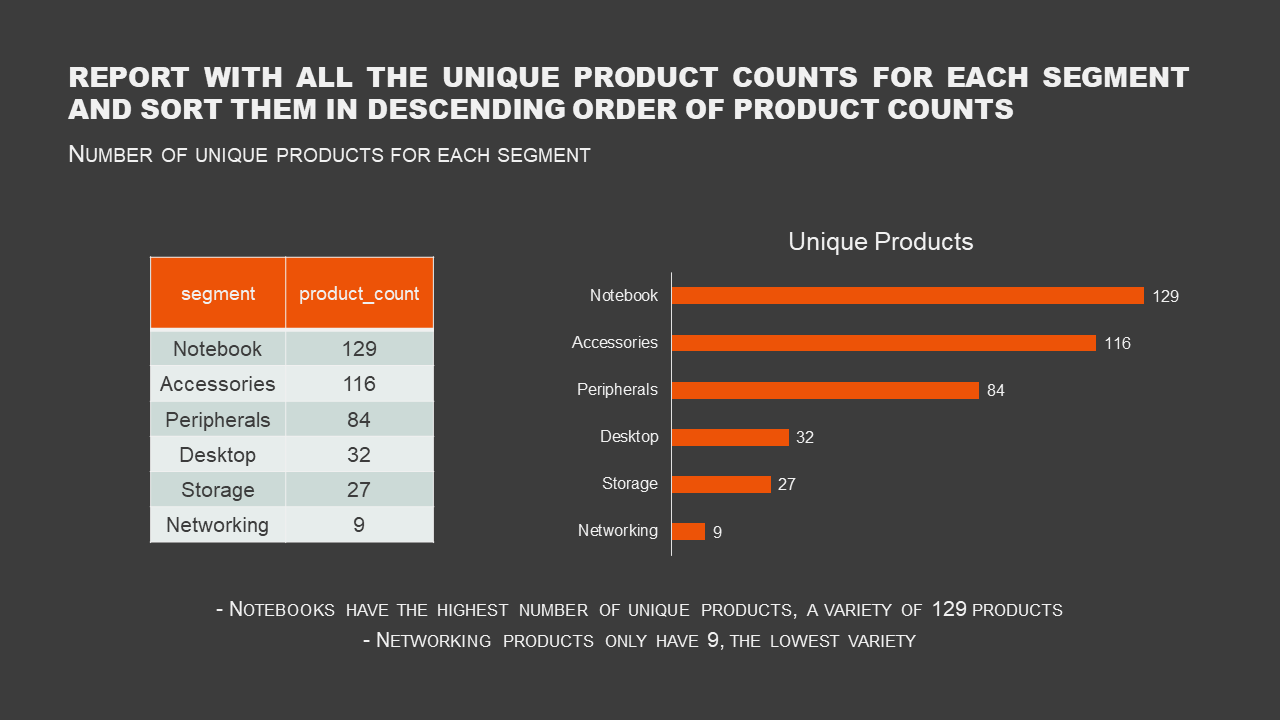 REPORT WITH ALL THE UNIQUE PRODUCT COUNTS FOR EACH SEGMENT
AND SORT THEM IN DESCENDING ORDER OF PRODUCT COUNTS
NUMBER OF UNIQUE PRODUCTS FOR EACH SEGMENT
segment product_count
Notebook 129
Accessories 116
Peripherals 84
Desktop 32
Storage 27
Networking 9
Unique Products
Notebook 129
Accessories 116
Peripherals 84
Desktop 32
Storage 27
Networking 9
- NOTEBOOKS HAVE THE HIGHEST NUMBER OF UNIQUE PRODUCTS, A VARIETY OF 129 PRODUCTS
- NETWORKING PRODUCTS ONLY HAVE 9, THE LOWEST VARIETY